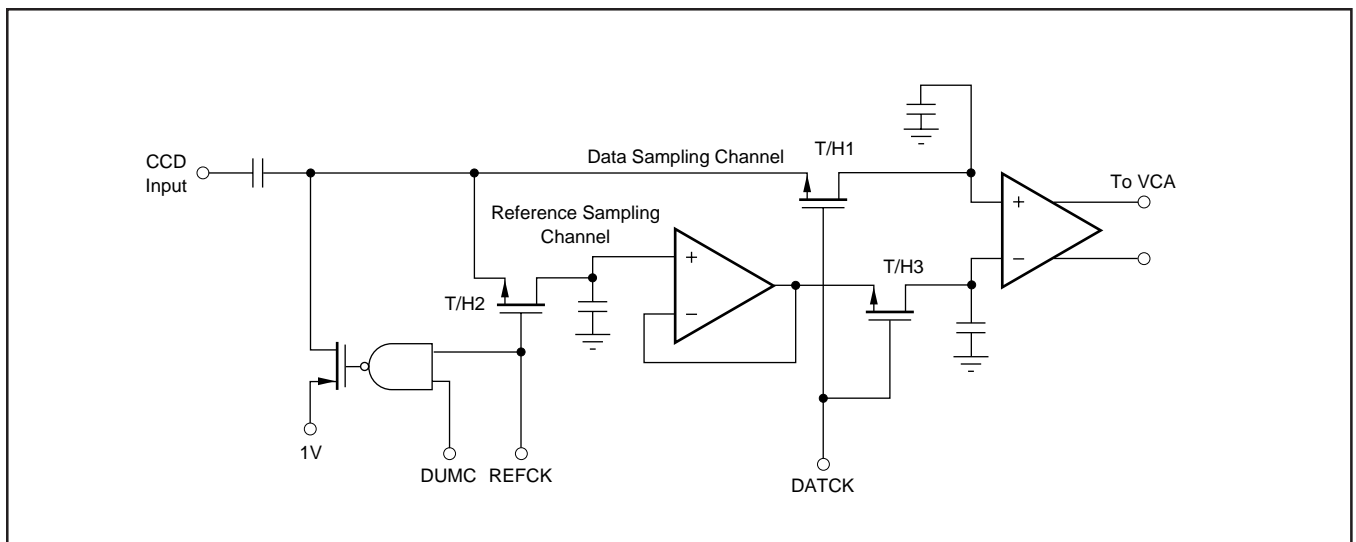 CCD
Input
Data Sampling Channel
T/H1
To VCA
Reference Sampling
Channel
T/H2
T/H3
+
−
+
−
1V
DUMC
REFCK
DATCK